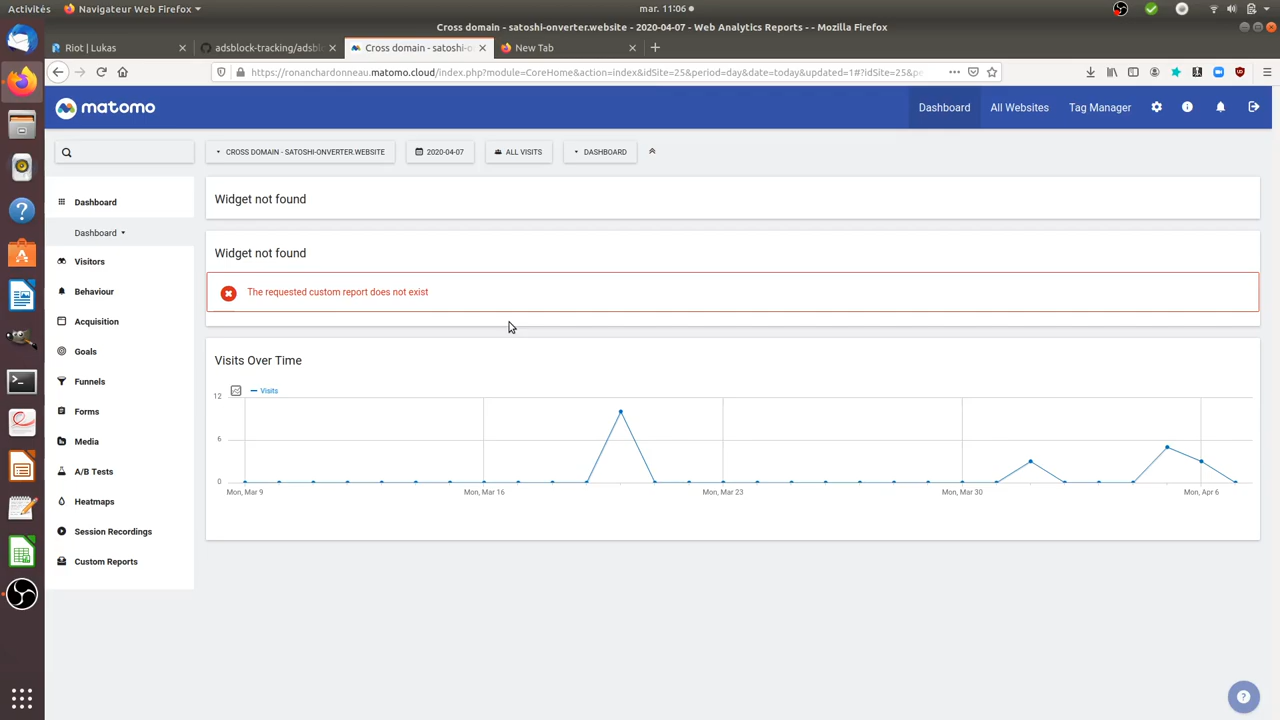 Activités
Navigateur Web Firefox
mar. 11:06
Cross domain - satoshi-onverter.website - 2020-04-07 - Web Analytics Reports - - Mozilla Firefox
Riot | Lukas
adsblock-tracking/adsbl
Cross domain - satoshi-o
New Tab
https://ronanchardonneau.matomo.cloud/index.php?module=CoreHome&action=index&idSite=25&period=day&date=today&updated=1#?idSite=25&pe
matomo
Dashboard
All Websites
Tag Manager
CROSS DOMAIN - SATOSHI-ONVERTER.WEBSITE
2020-04-07
ALL VISITS
DASHBOARD
Dashboard
Dashboard
Visitors
Behaviour
Acquisition
Goals
Funnels
Forms
Media
A/B Tests
Heatmaps
Session Recordings
Custom Reports
Widget not found
Widget not found
The requested custom report does not exist
Visits Over Time
Visits
12
6
0
Mon, Mar 9
Mon, Mar 16
Mon, Mar 23
Mon, Mar 30
Mon, Apr 6